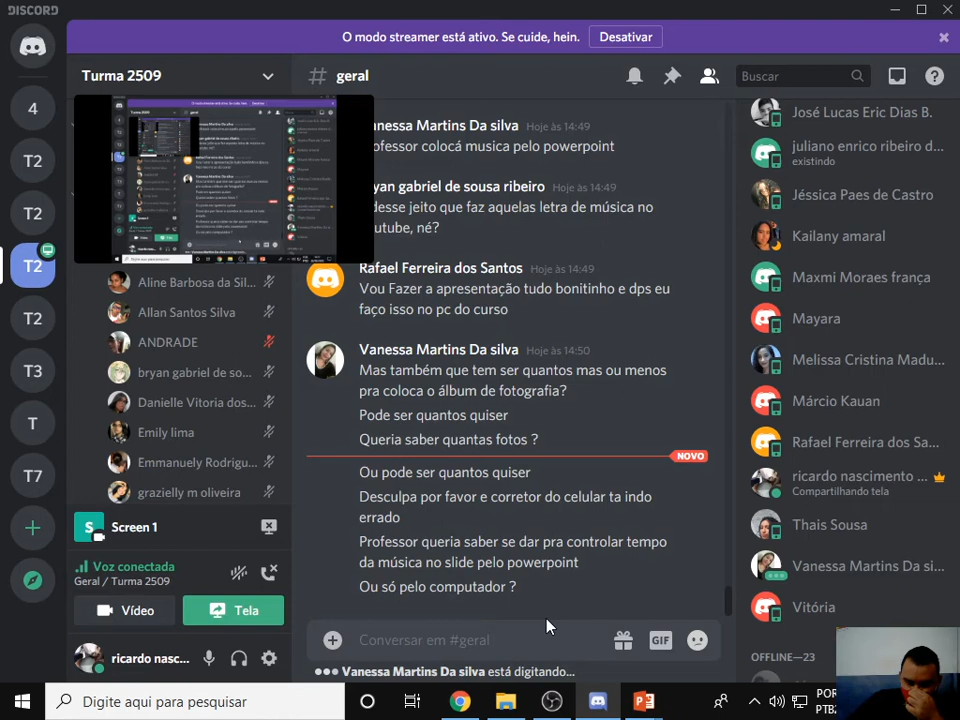 DISCORD
O modo streamer está ativo. Se cuide, hein.
Desativar
Turma 2509
geral
Buscar
4
T2
T2
T2
T2
T3
T
T7
Aline Barbosa da Sil...
Allan Santos Silva
ANDRADE
bryan gabriel de so...
Danielle Vitoria dos...
Emily lima
Emmanuely Rodrigu...
grazielly m oliveira
S
Screen 1
Voz conectada
Geral / Turma 2509
Vídeo
Tela
ricardo nasc...
anessa Martins Da silva Hoje às 14:49
rofessor colocá musica pelo powerpoint
ryan gabriel de sousa ribeiro Hoje às 14:49
desse jeito que faz aquelas letra de música no
utube, né?
Rafael Ferreira dos Santos Hoje às 14:49
Vou Fazer a apresentação tudo bonitinho e dps eu
faço isso no pc do curso
Vanessa Martins Da silva Hoje às 14:50
Mas também que tem ser quantos mas ou menos
pra coloca o álbum de fotografia?
Pode ser quantos quiser
Queria saber quantas fotos ?
NOVO
Ou pode ser quantos quiser
Desculpa por favor e corretor do celular ta indo
errado
Professor queria saber se dar pra controlar tempo
da música no slide pelo powerpoint
Ou só pelo computador ?
Conversar em #geral
GIF
Vanessa Martins Da silva está digitando...
José Lucas Eric Dias B.
juliano enrico ribeiro d...
existindo
Jéssica Paes de Castro
Kailany amaral
Maxmi Moraes frança
Mayara
Melissa Cristina Madu...
Márcio Kauan
Rafael Ferreira dos Sa...
ricardo nascimento ...
Compartilhando tela
Thais Sousa
Vanessa Martins Da si...
Vitória
OFFLINE—23
Digite aqui para pesquisar
POR
PTB2